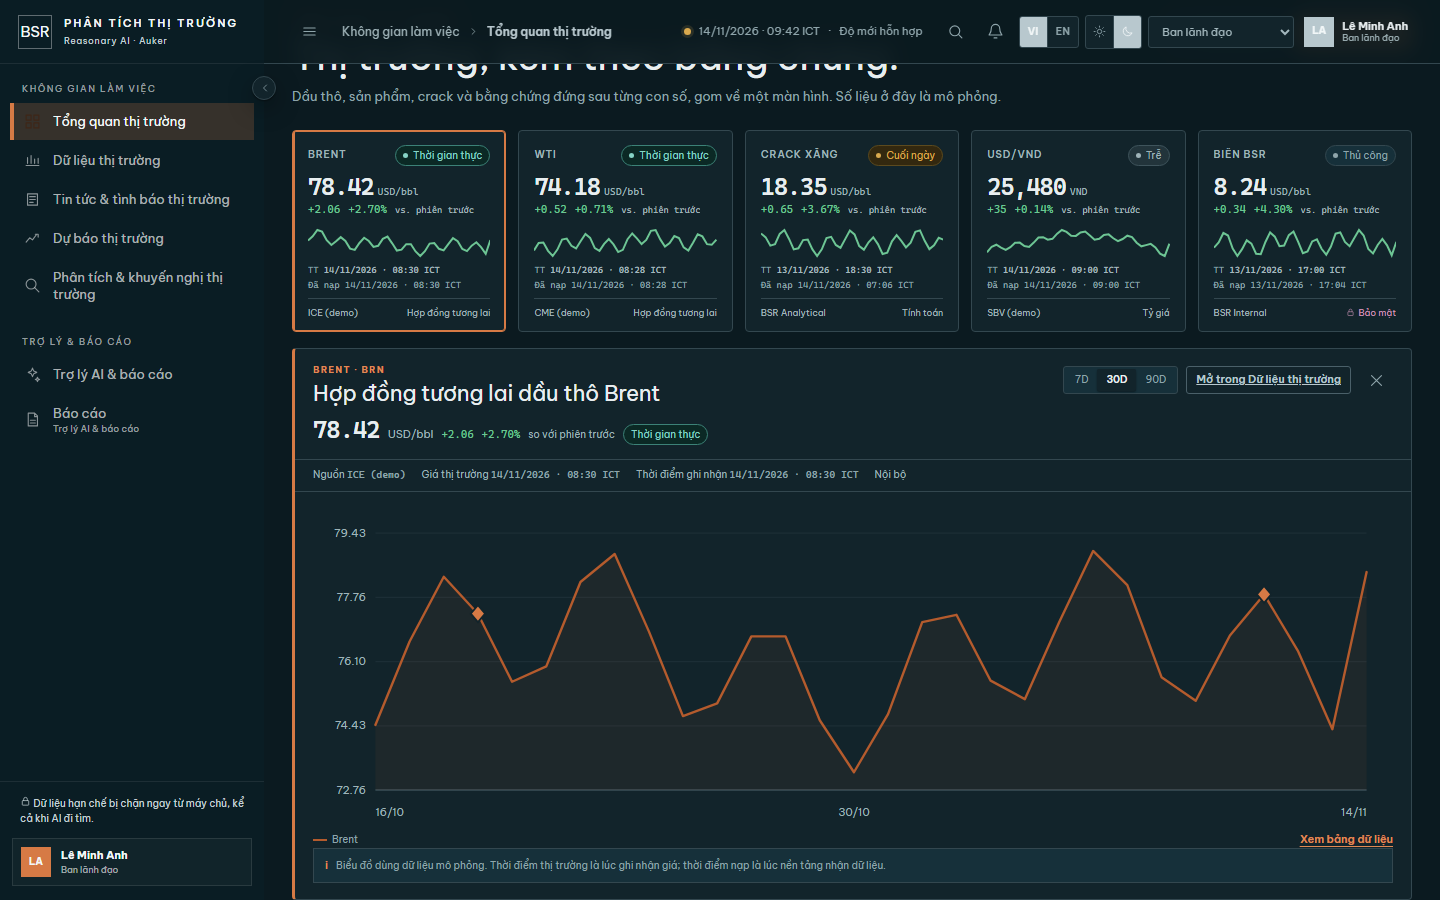 BSR
PHÂN TÍCH THỊ TRƯỜNG
Reasonary AI · Auker
KHÔNG GIAN LÀM VIỆC
Tổng quan thị trường
Dữ liệu thị trường
Tin tức & tình báo thị trường
Dự báo thị trường
Phân tích & khuyến nghị thị
trường
TRỢ LÝ & BÁO CÁO
Trợ lý AI & báo cáo
Báo cáo
Trợ lý AI & báo cáo
Dữ liệu hạn chế bị chặn ngay từ máy chủ, kể
cả khi AI đi tìm.
LA
Lê Minh Anh
Ban lãnh đạo
Không gian làm việc › Tổng quan thị trường
14/11/2026 · 09:42 ICT · Độ mới hỗn hợp
VI EN
Ban lãnh đạo
LA
Lê Minh Anh
Ban lãnh đạo
Thị trường, kèm theo bằng chứng.
Dầu thô, sản phẩm, crack và bằng chứng đứng sau từng con số, gom về một màn hình. Số liệu ở đây là mô phỏng.
BRENT
Thời gian thực
78.42 USD/bbl
+2.06 +2.70% vs. phiên trước
TT 14/11/2026 · 08:30 ICT
Đã nạp 14/11/2026 · 08:30 ICT
ICE (demo) Hợp đồng tương lai
WTI
Thời gian thực
74.18 USD/bbl
+0.52 +0.71% vs. phiên trước
TT 14/11/2026 · 08:28 ICT
Đã nạp 14/11/2026 · 08:28 ICT
CME (demo) Hợp đồng tương lai
CRACK XĂNG
Cuối ngày
18.35 USD/bbl
+0.65 +3.67% vs. phiên trước
TT 13/11/2026 · 18:30 ICT
Đã nạp 14/11/2026 · 07:06 ICT
BSR Analytical Tính toán
USD/VND
Trễ
25,480 VND
+35 +0.14% vs. phiên trước
TT 14/11/2026 · 09:00 ICT
Đã nạp 14/11/2026 · 09:00 ICT
SBV (demo) Tỷ giá
BIÊN BSR
Thủ công
8.24 USD/bbl
+0.34 +4.30% vs. phiên trước
TT 13/11/2026 · 17:00 ICT
Đã nạp 13/11/2026 · 17:04 ICT
BSR Internal Bảo mật
BRENT · BRN
Hợp đồng tương lai dầu thô Brent
78.42 USD/bbl +2.06 +2.70% so với phiên trước Thời gian thực
7D 30D 90D
Mở trong Dữ liệu thị trường
Nguồn ICE (demo) Giá thị trường 14/11/2026 · 08:30 ICT Thời điểm ghi nhận 14/11/2026 · 08:30 ICT Nội bộ
79.43
77.76
76.10
74.43
72.76
16/10 30/10 14/11
Brent
Xem bảng dữ liệu
i Biểu đồ dùng dữ liệu mô phỏng. Thời điểm thị trường là lúc ghi nhận giá; thời điểm nạp là lúc nền tảng nhận dữ liệu.